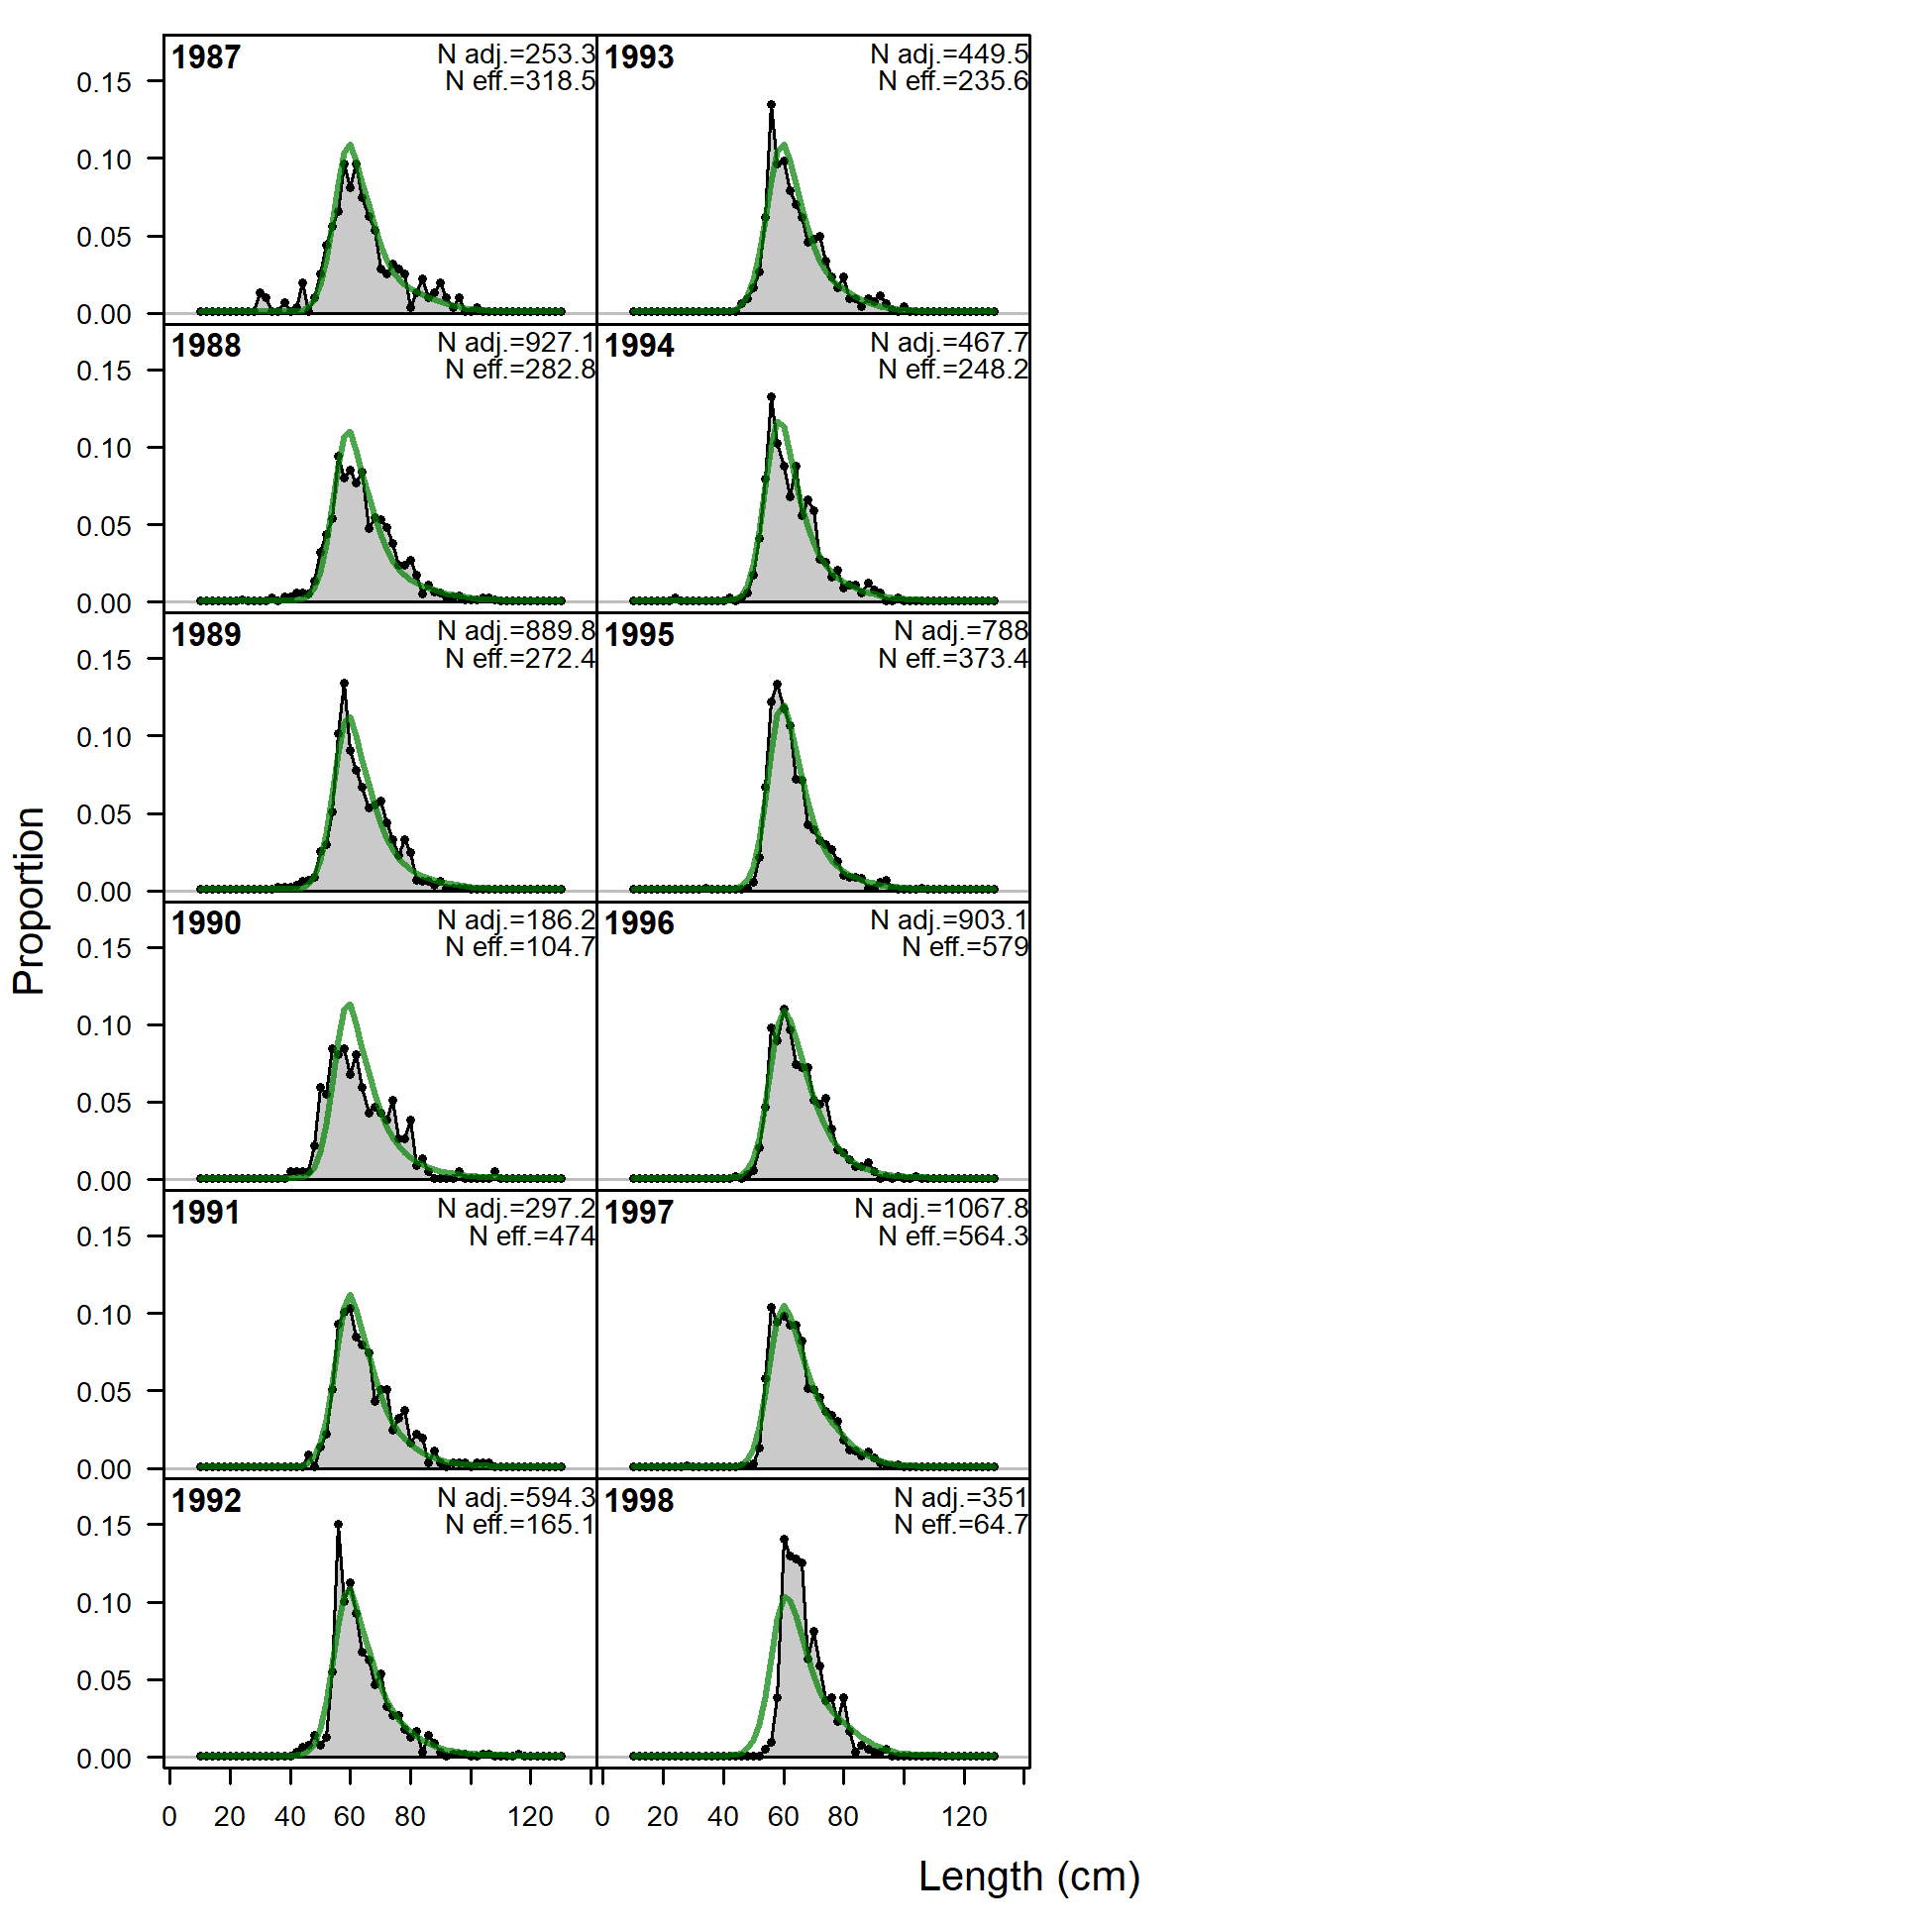 Proportion
1987
N adj.=253.3
N eff.=318.5
0.15
0.10
0.05
0.00
1988
N adj.=927.1
N eff.=282.8
0.15
0.10
0.05
0.00
1989
N adj.=889.8
N eff.=272.4
0.15
0.10
0.05
0.00
1990
N adj.=186.2
N eff.=104.7
0.15
0.10
0.05
0.00
1991
N adj.=297.2
N eff.=474
0.15
0.10
0.05
0.00
1992
N adj.=594.3
N eff.=165.1
0.15
0.10
0.05
0.00
0 20 40 60 80 120
1993
N adj.=449.5
N eff.=235.6
1994
N adj.=467.7
N eff.=248.2
1995
N adj.=788
N eff.=373.4
1996
N adj.=903.1
N eff.=579
1997
N adj.=1067.8
N eff.=564.3
1998
N adj.=351
N eff.=64.7
0 20 40 60 80 120
Length (cm)